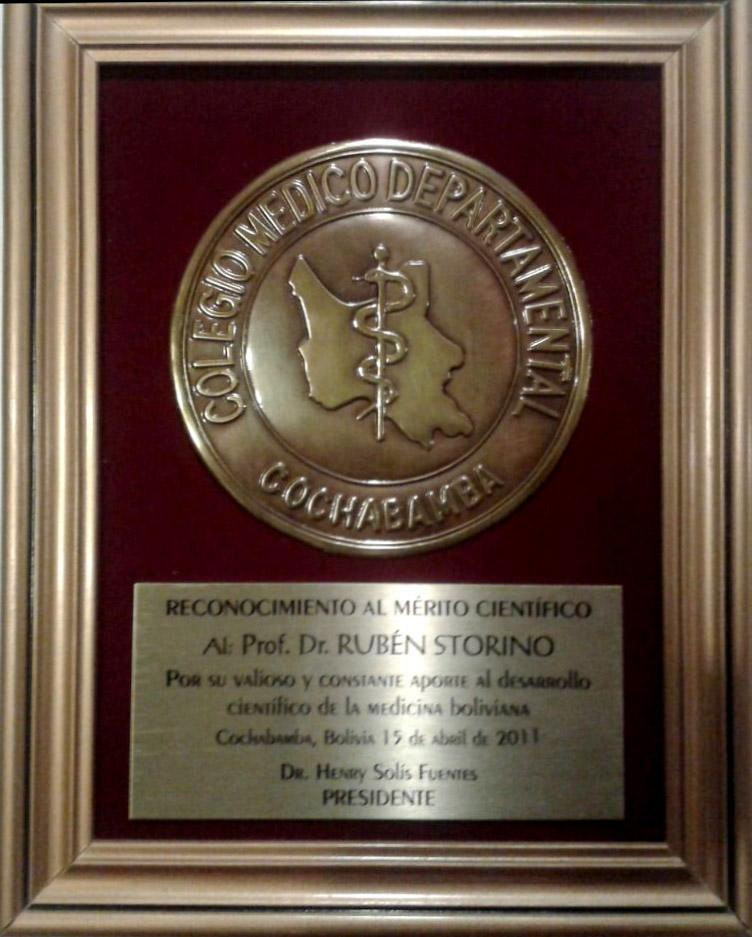 COLEGIO MEDICO DEPARTAMENTAL
COCHABAMBA
RECONOCIMIENTO AL MÉRITO CIENTÍFICO
Al: Prof. Dr. RUBÉN STORINO
Por su valioso y constante aporte al desarrollo
científico de la medicina boliviana
Cochabamba, Bolivia 15 de abril de 2011
Dr. Henry Solís Fuentes
PRESIDENTE